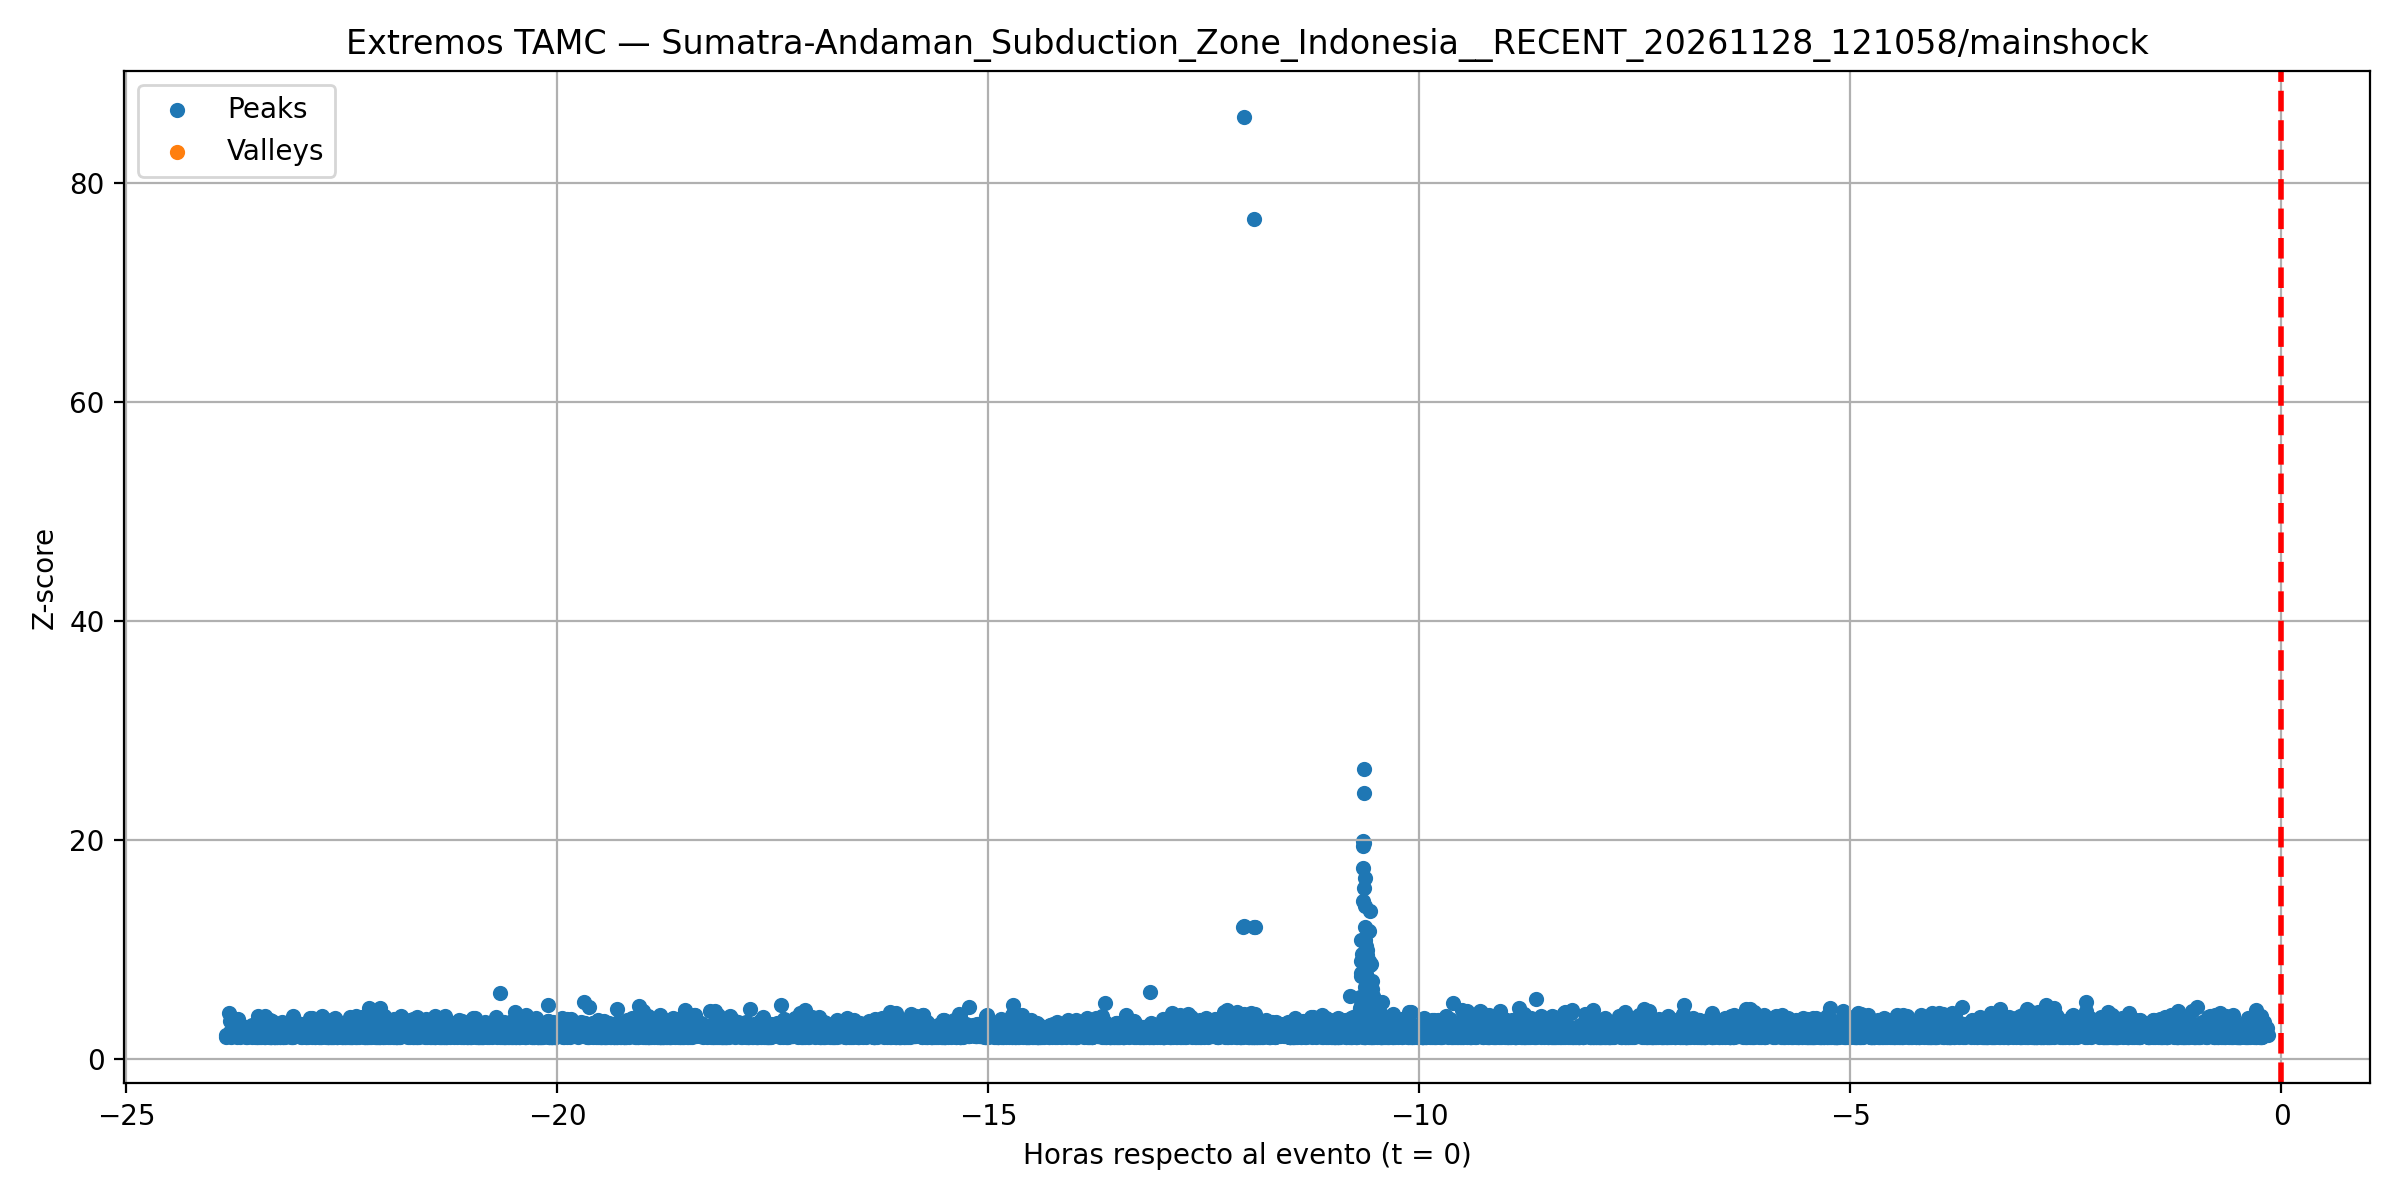 Extremos TAMC — Sumatra-Andaman_Subduction_Zone_Indonesia__RECENT_20261128_121058/mainshock
Peaks
Valleys
Z-score
80
60
40
20
0
−25
−20
−15
−10
−5
0
Horas respecto al evento (t = 0)